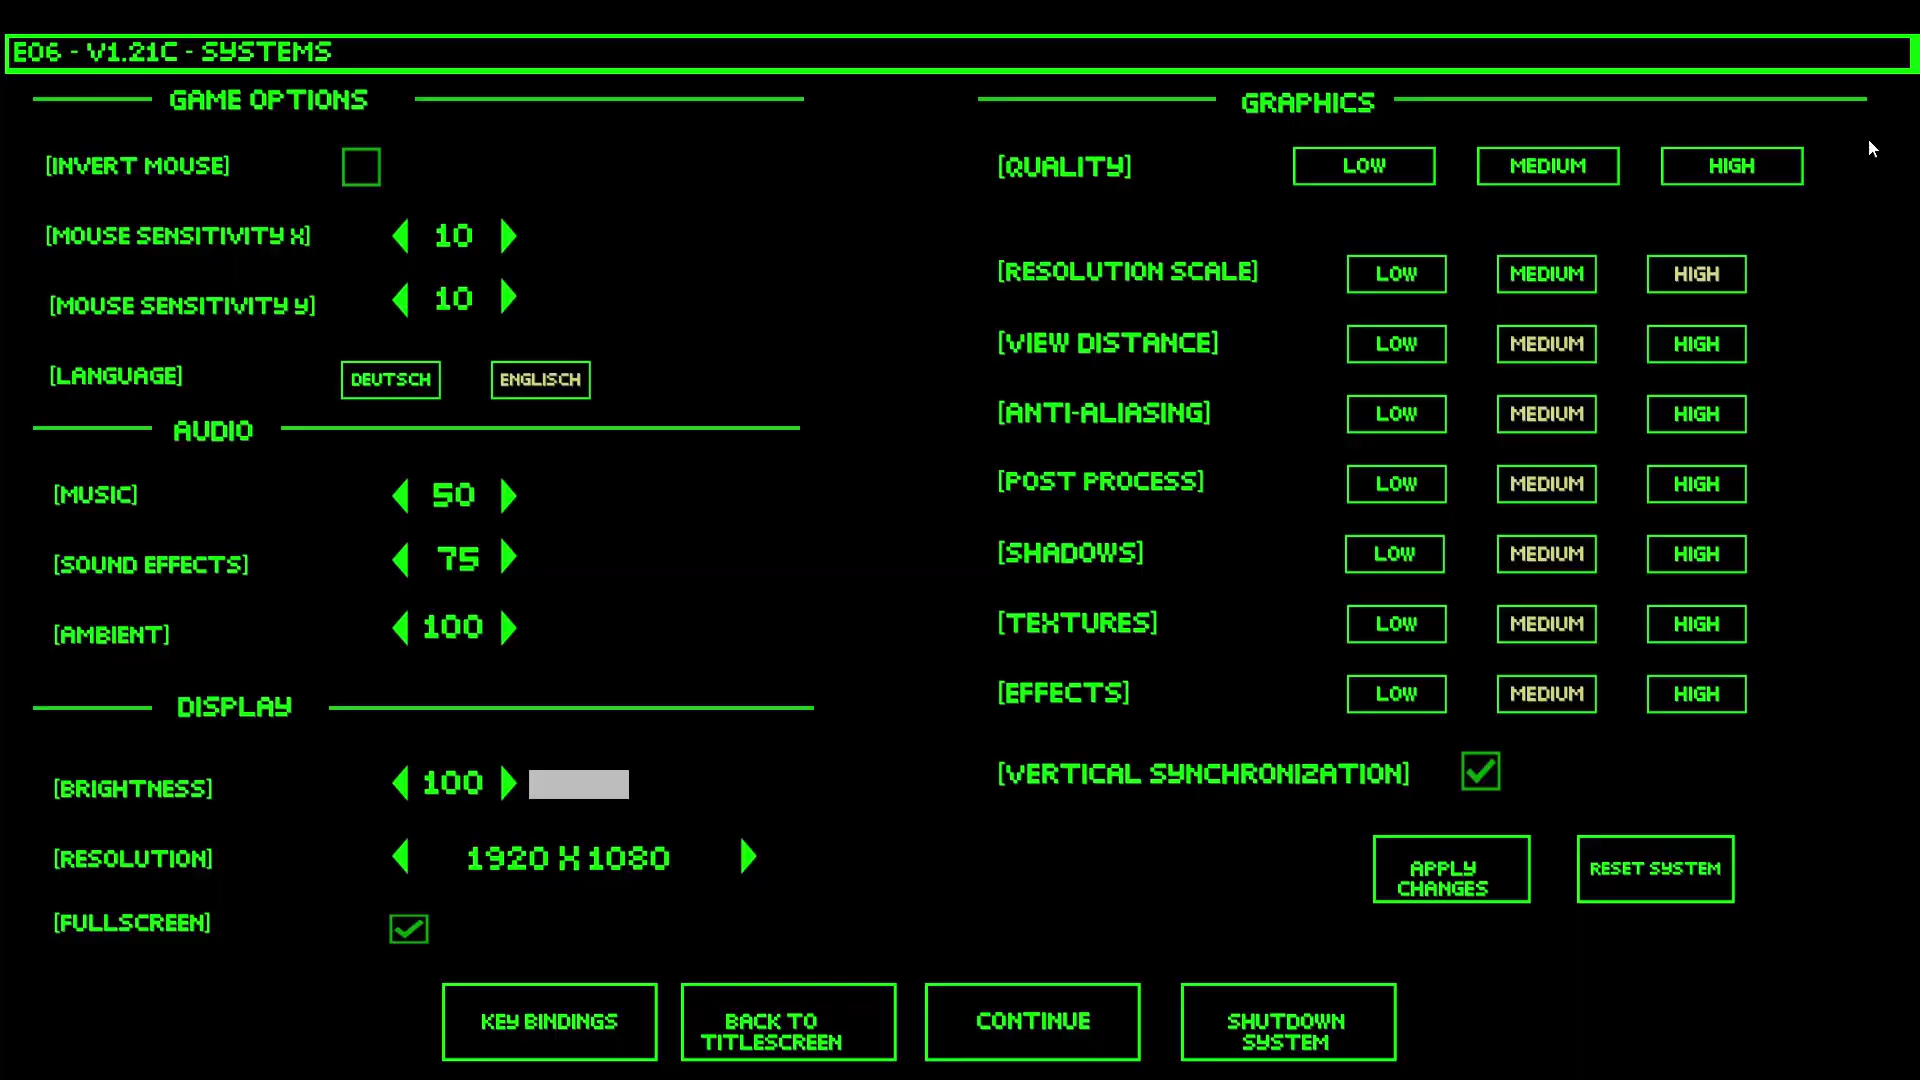 E06 - V1.21C - SYSTEMS
GAME OPTIONS
[INVERT MOUSE]
[MOUSE SENSITIVITY X] 10
[MOUSE SENSITIVITY Y] 10
[LANGUAGE] DEUTSCH ENGLISCH
AUDIO
[MUSIC] 50
[SOUND EFFECTS] 75
[AMBIENT] 100
DISPLAY
[BRIGHTNESS] 100
[RESOLUTION] 1920 X 1080
[FULLSCREEN]
GRAPHICS
[QUALITY] LOW MEDIUM HIGH
[RESOLUTION SCALE] LOW MEDIUM HIGH
[VIEW DISTANCE] LOW MEDIUM HIGH
[ANTI-ALIASING] LOW MEDIUM HIGH
[POST PROCESS] LOW MEDIUM HIGH
[SHADOWS] LOW MEDIUM HIGH
[TEXTURES] LOW MEDIUM HIGH
[EFFECTS] LOW MEDIUM HIGH
[VERTICAL SYNCHRONIZATION]
APPLY
CHANGES
RESET SYSTEM
KEY BINDINGS
BACK TO
TITLESCREEN
CONTINUE
SHUTDOWN
SYSTEM